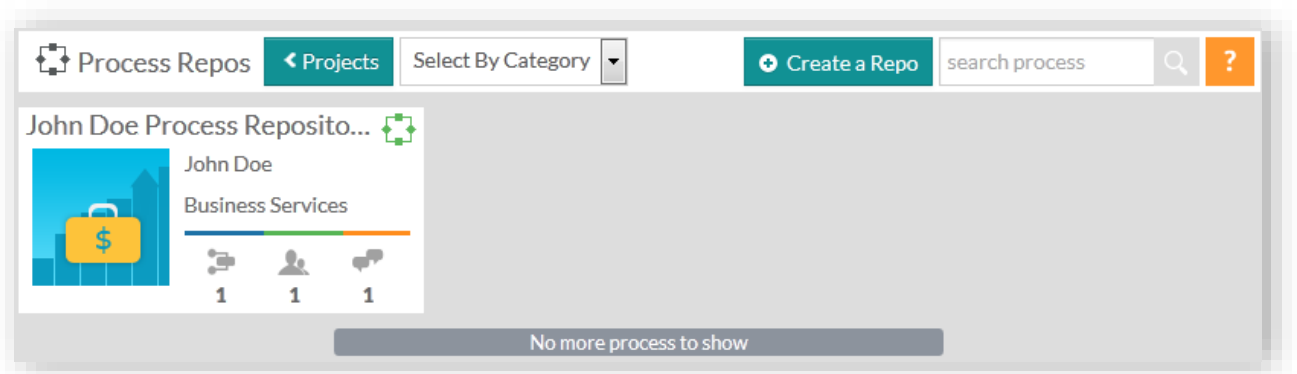 Process Repos Projects Select By Category Create a Repo search process ?
John Doe Process Reposito...
John Doe
Business Services
$
1 1 1
No more process to show